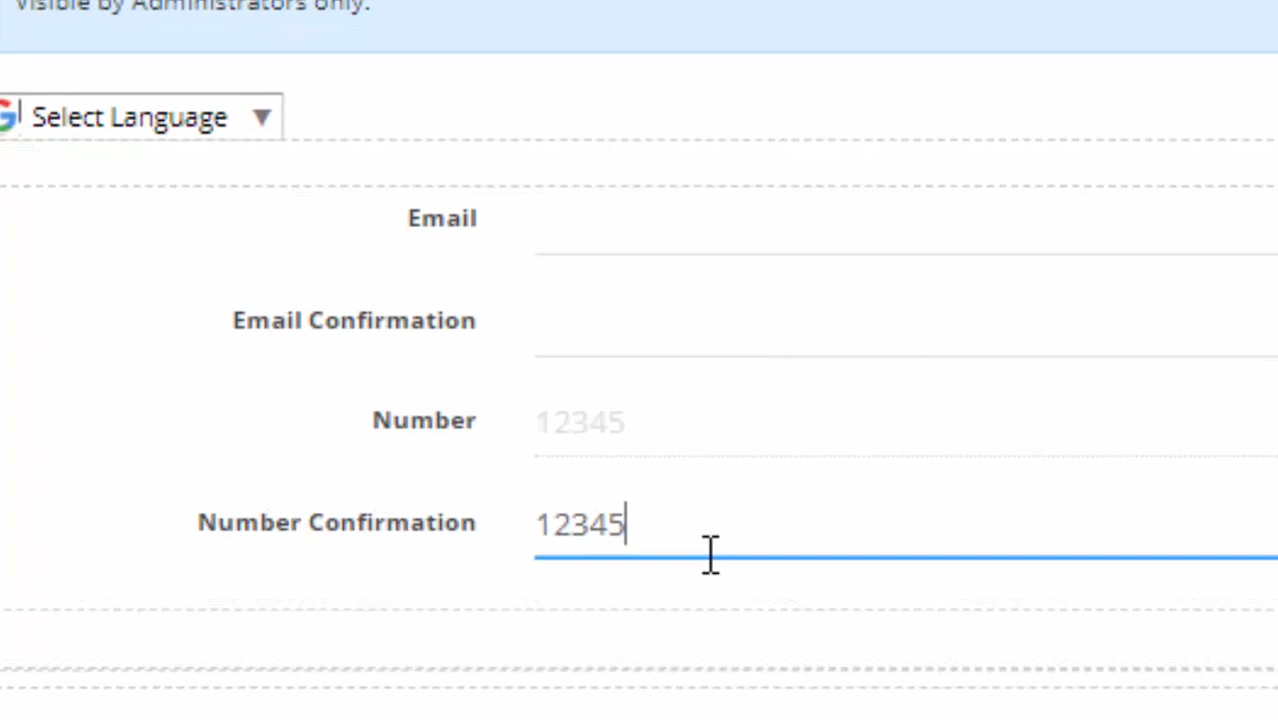 Visible by Administrators only.
Select Language
Email
Email Confirmation
Number
12345
Number Confirmation
12345